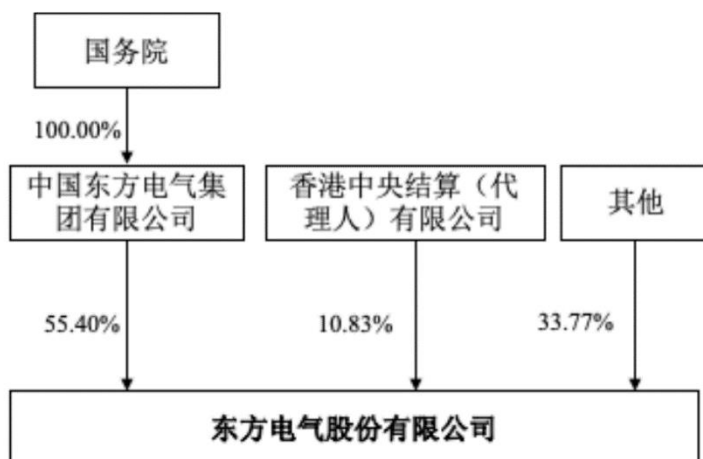 国务院
100.00%
中国东方电气集
团有限公司
香港中央结算（代
理人）有限公司
其他
55.40%
10.83%
33.77%
东方电气股份有限公司